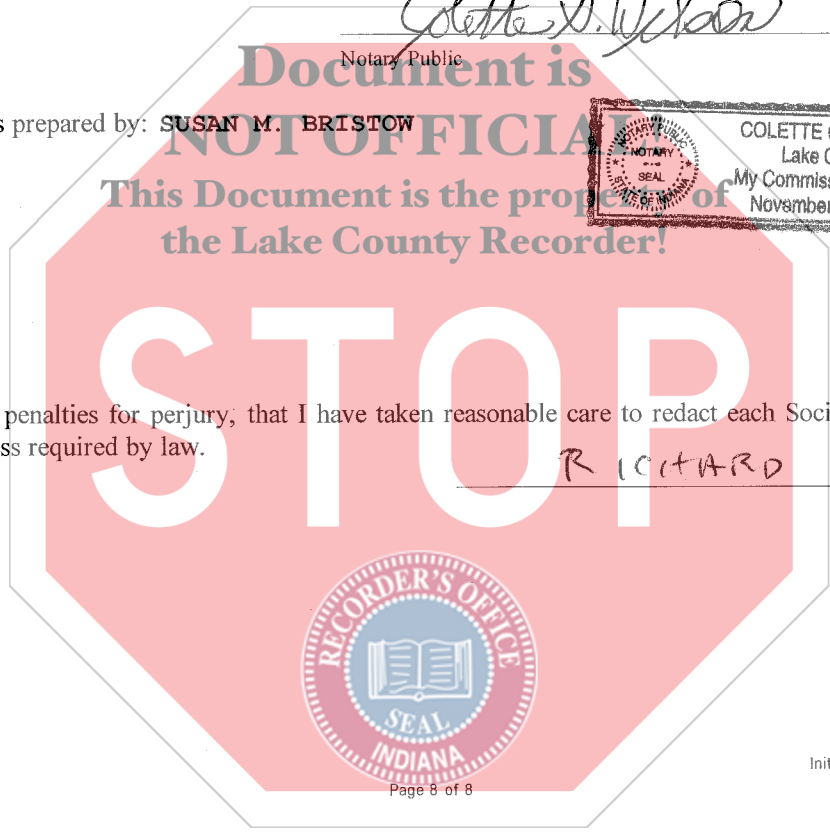 Colette D. Wilson
Notary Public
Document is
s prepared by: SUSAN M. BRISTOW
NOT OFFICIAL!
COLETTE
Lake C
My Commiss
November
NOTARY PUBLIC
NOTARY
SEAL
STATE OF INDIANA
This Document is the property of
the Lake County Recorder!
STOP
penalties for perjury, that I have taken reasonable care to redact each Soci
ss required by law.
RICHARD
RECORDER'S OFFICE
SEAL
INDIANA
Init
Page 8 of 8